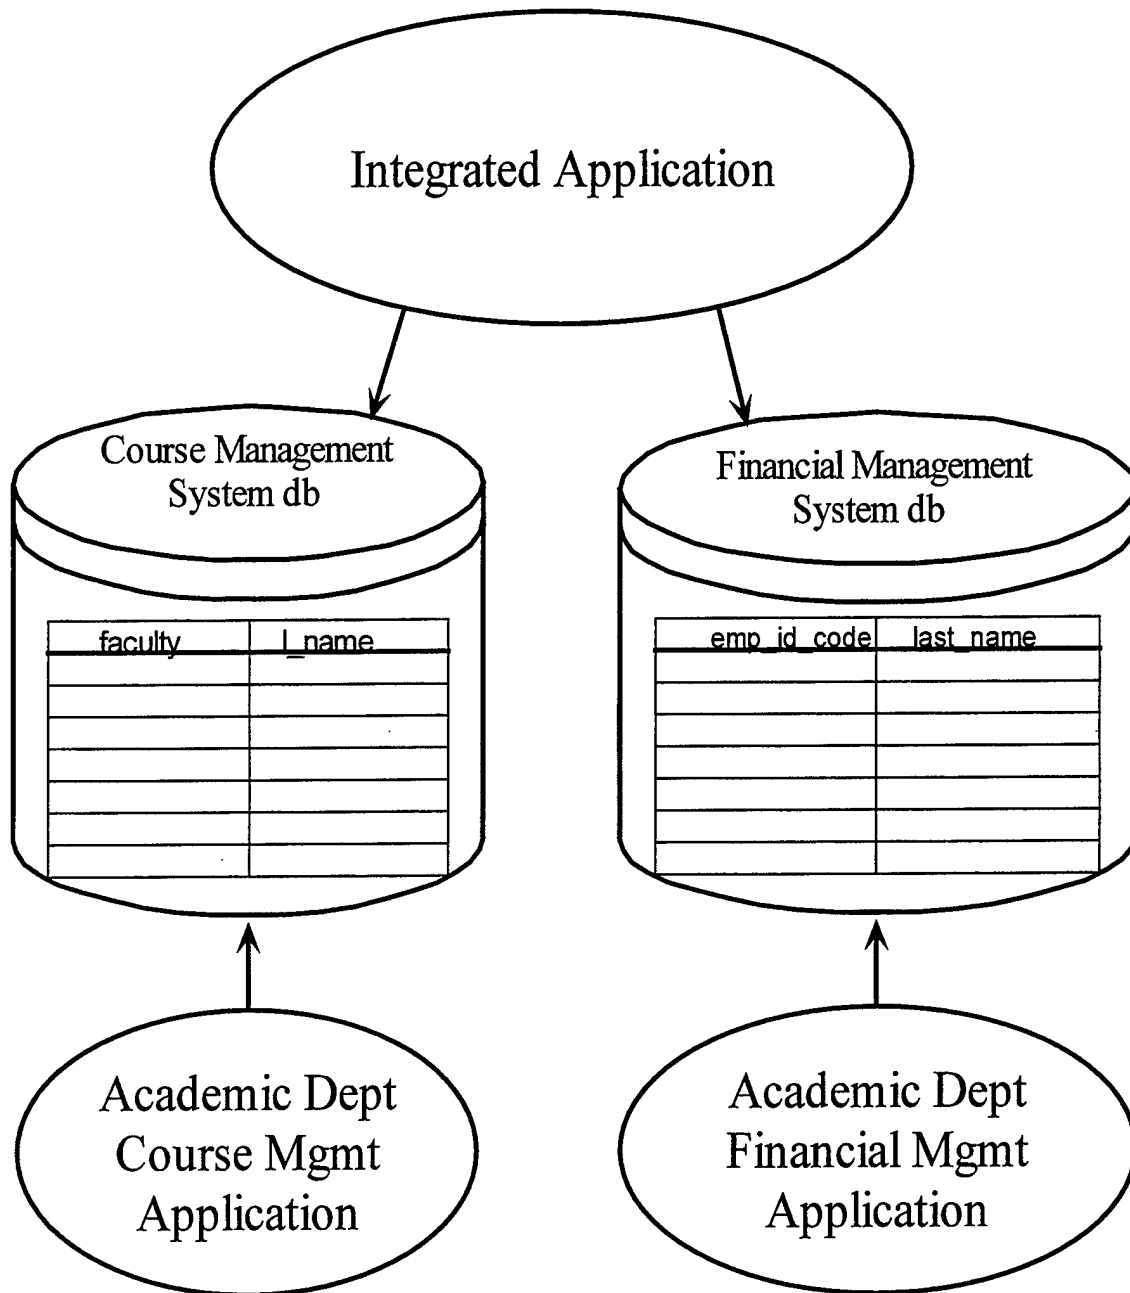 Integrated Application
Course Management
System db
Financial Management
System db
faculty l_name
emp_id_code last_name
Academic Dept
Course Mgmt
Application
Academic Dept
Financial Mgmt
Application